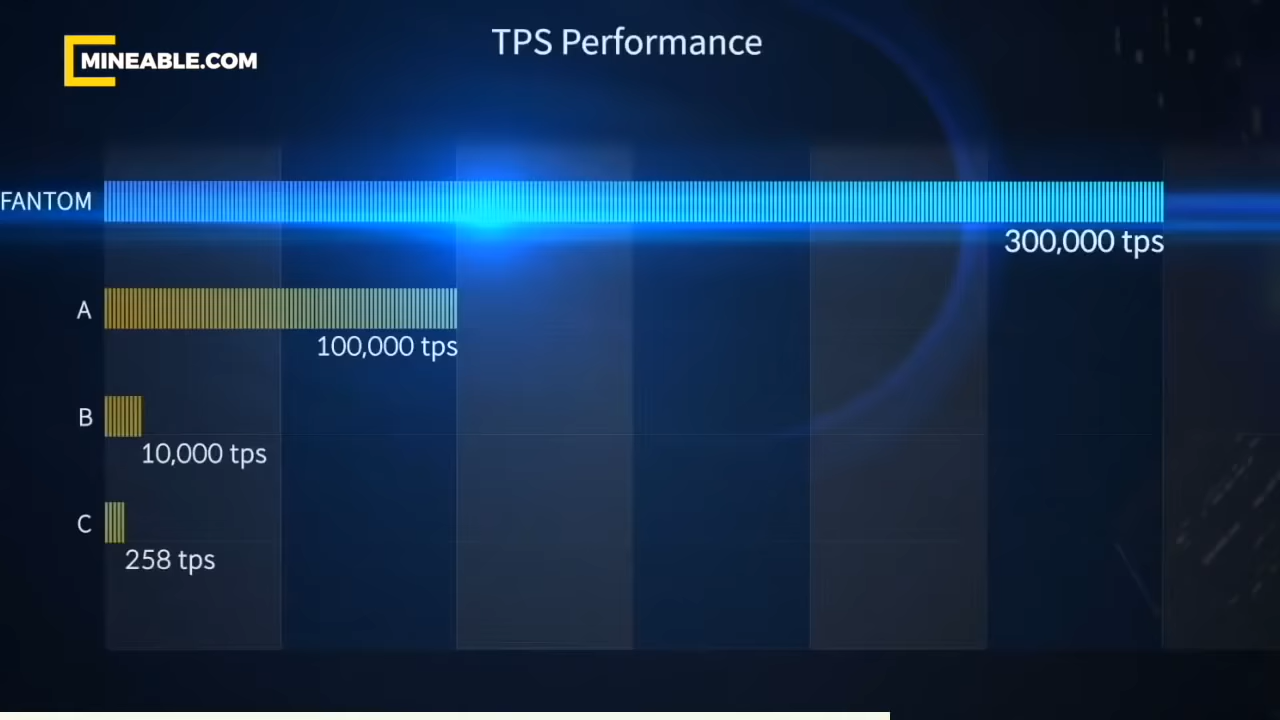 MINEABLE.COM
TPS Performance
FANTOM
300,000 tps
A
100,000 tps
B
10,000 tps
C
258 tps